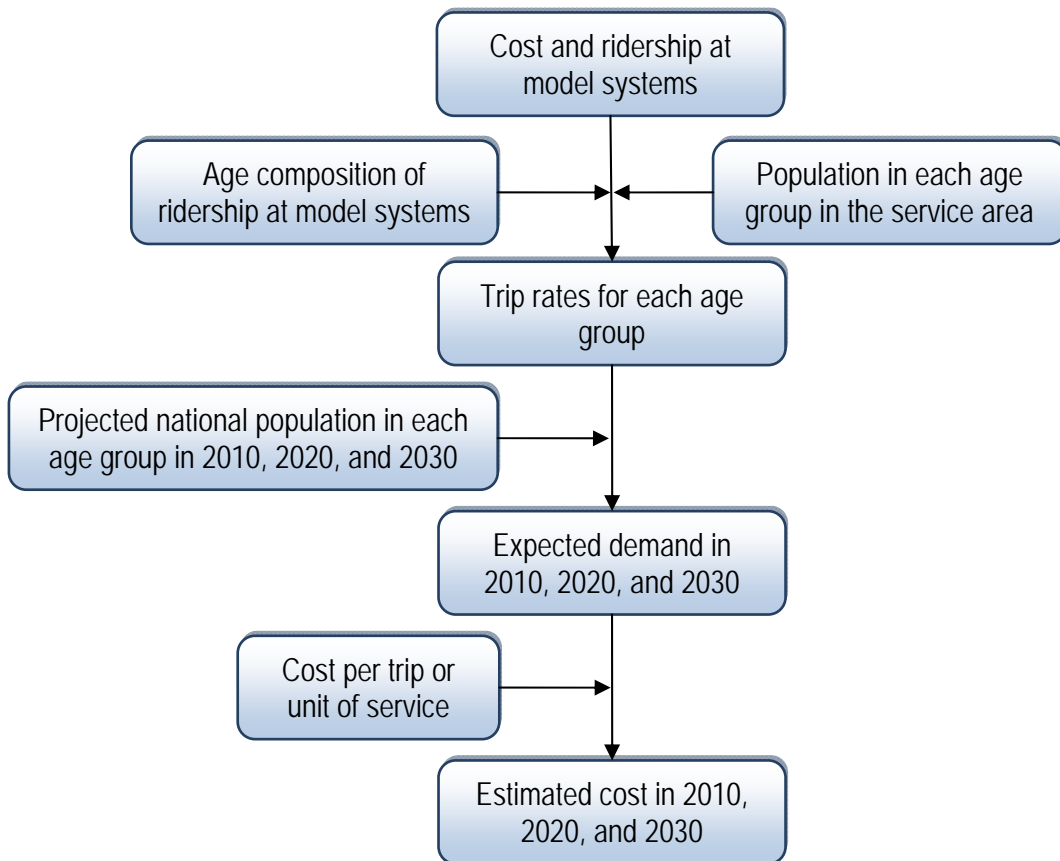 Cost and ridership at
model systems
Age composition of
ridership at model systems
Population in each age
group in the service area
Trip rates for each age
group
Projected national population in each
age group in 2010, 2020, and 2030
Expected demand in
2010, 2020, and 2030
Cost per trip or
unit of service
Estimated cost in 2010,
2020, and 2030